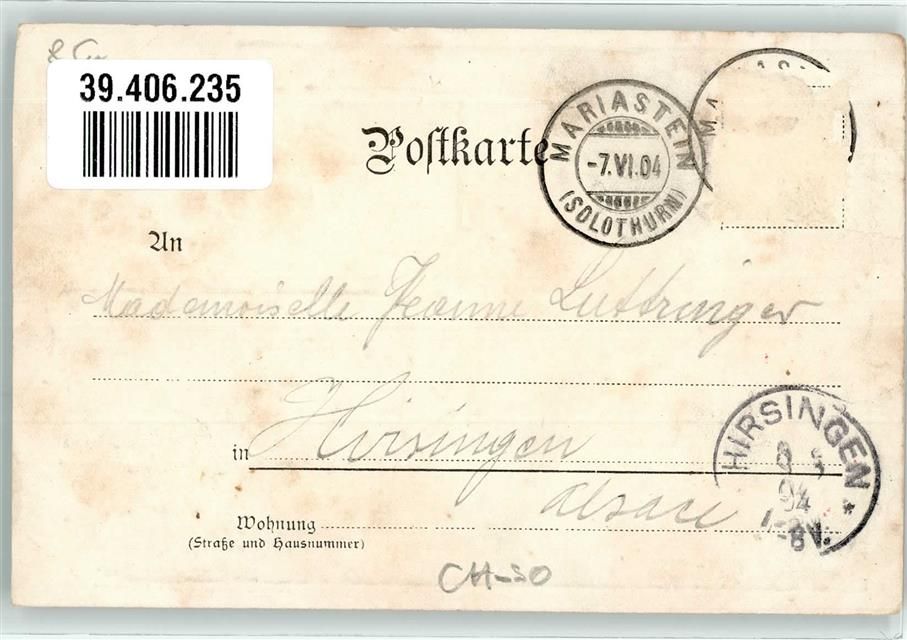 39.406.235
Postkarte
MARIASTEIN
-7.VI.04
(SOLOTHURN)
MA
An
Mademoiselle Jeanne Luttringer
in Hirsingen
Alsace
HIRSINGEN *
Wohnung
(Straße und Hausnummer)
CH-SO